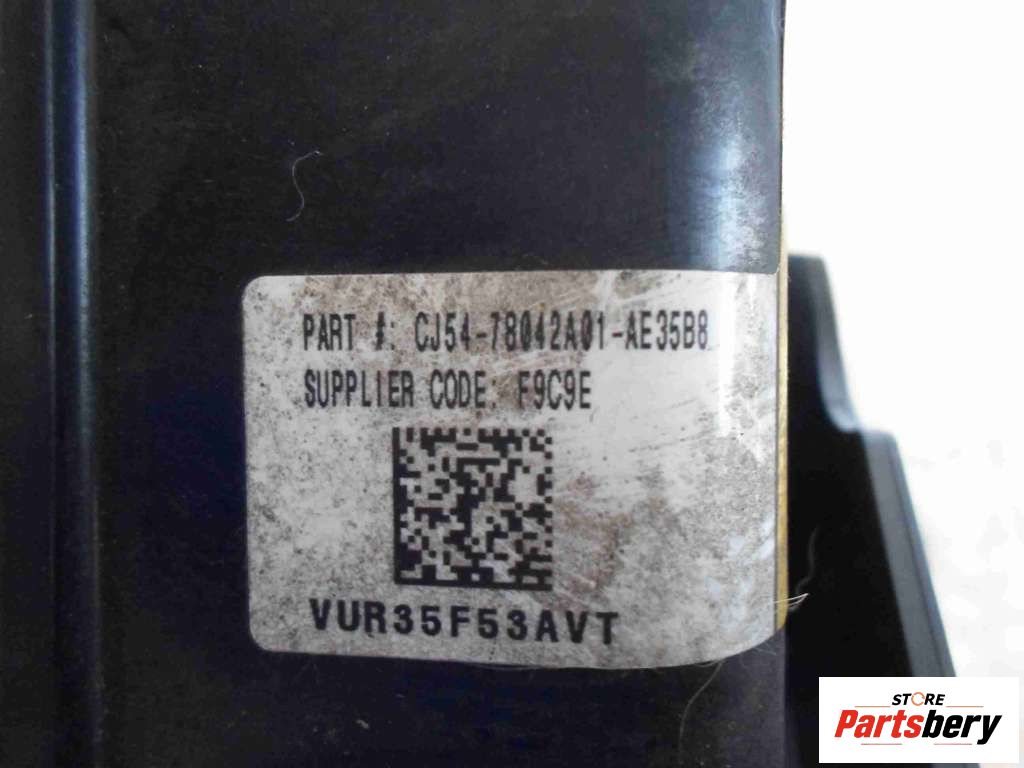 PART #: CJ54-78042A01-AE35B8
SUPPLIER CODE: F9C9E
VUR35F53AVT
STORE
Partsbery